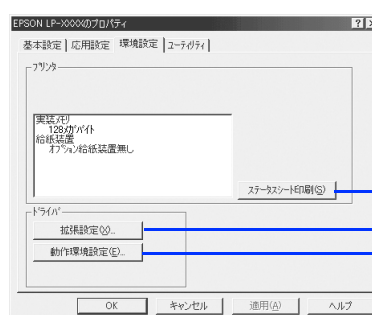 EPSON LP-XXXXのプロパティ
基本設定 応用設定 環境設定 ユーティリティ
プリンタ
実装メモリ
128メガバイト
給紙装置
オプション給紙装置無し
ステータスシート印刷(S)
ドライバ
拡張設定(X)...
動作環境設定(E)...
OK キャンセル 適用(A) ヘルプ